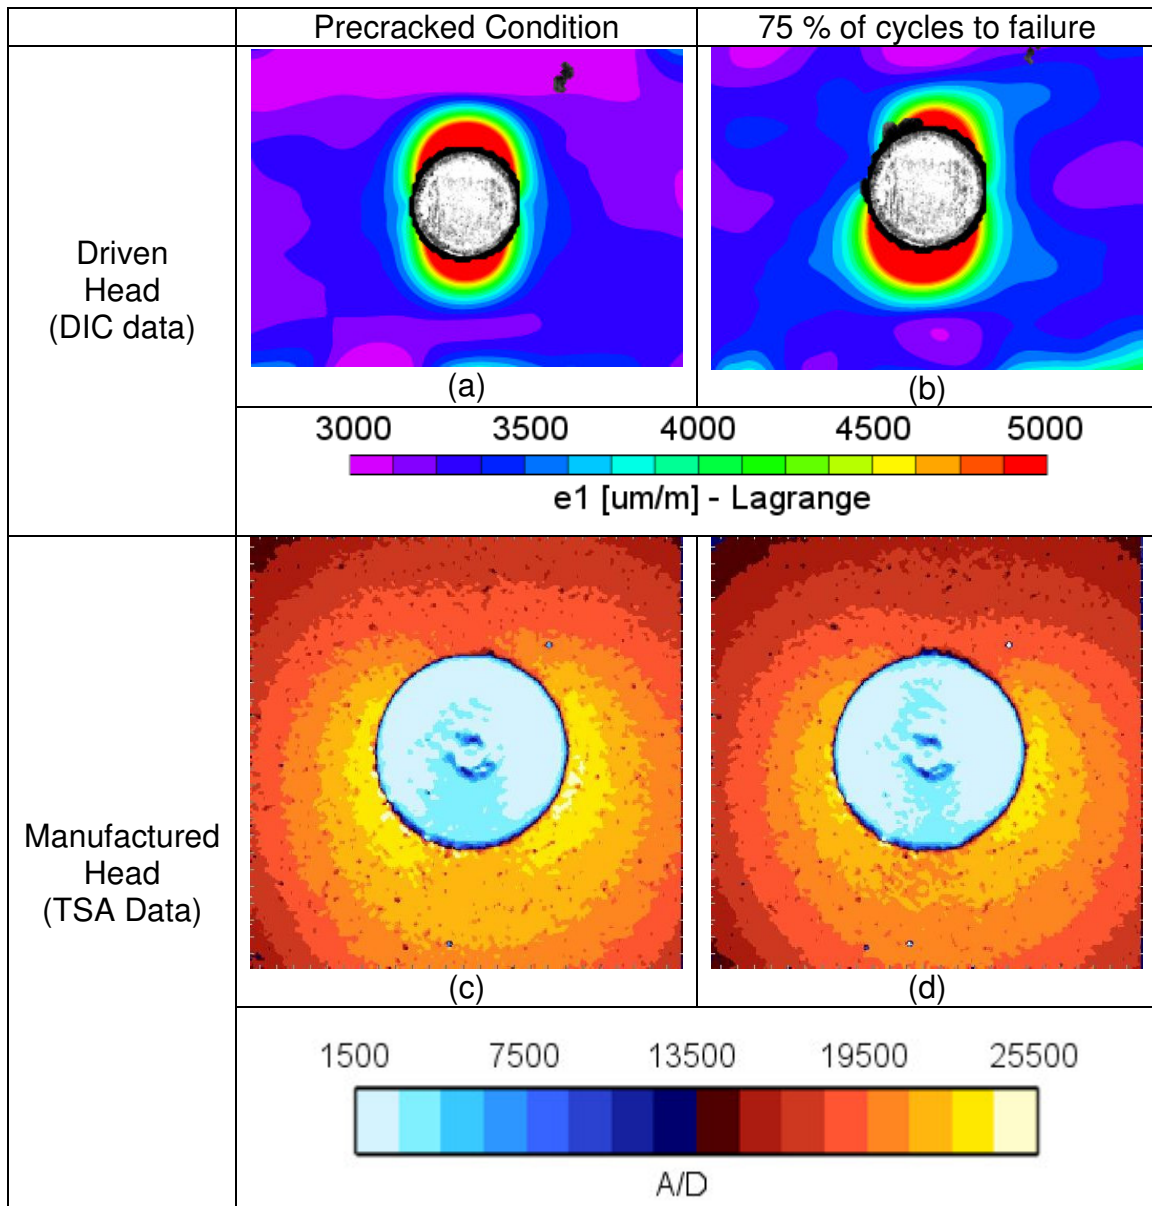 Precracked Condition
75 % of cycles to failure
Driven
Head
(DIC data)
(a)
(b)
3000 3500 4000 4500 5000
e1 [um/m] - Lagrange
Manufactured
Head
(TSA Data)
(c)
(d)
1500 7500 13500 19500 25500
A/D